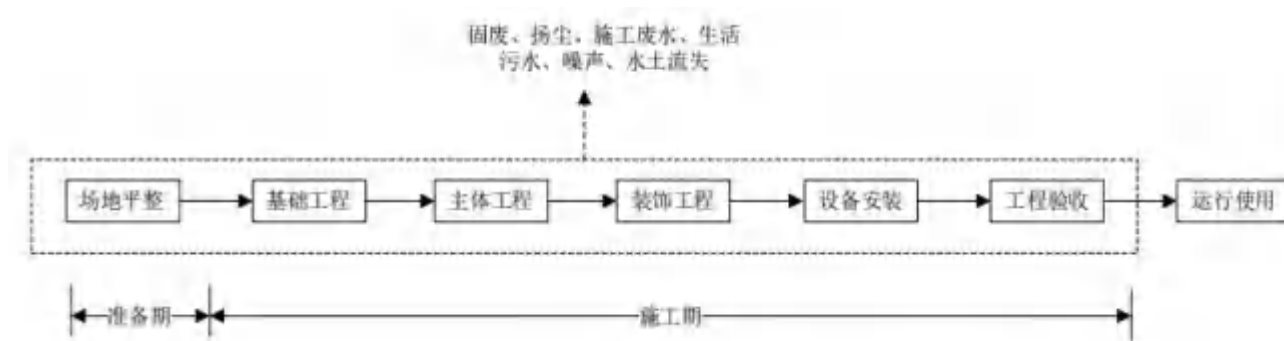 固废、扬尘、施工废水、生活
污水、噪声、水土流失
场地平整
基础工程
主体工程
装饰工程
设备安装
工程验收
运行使用
准备期
施工期